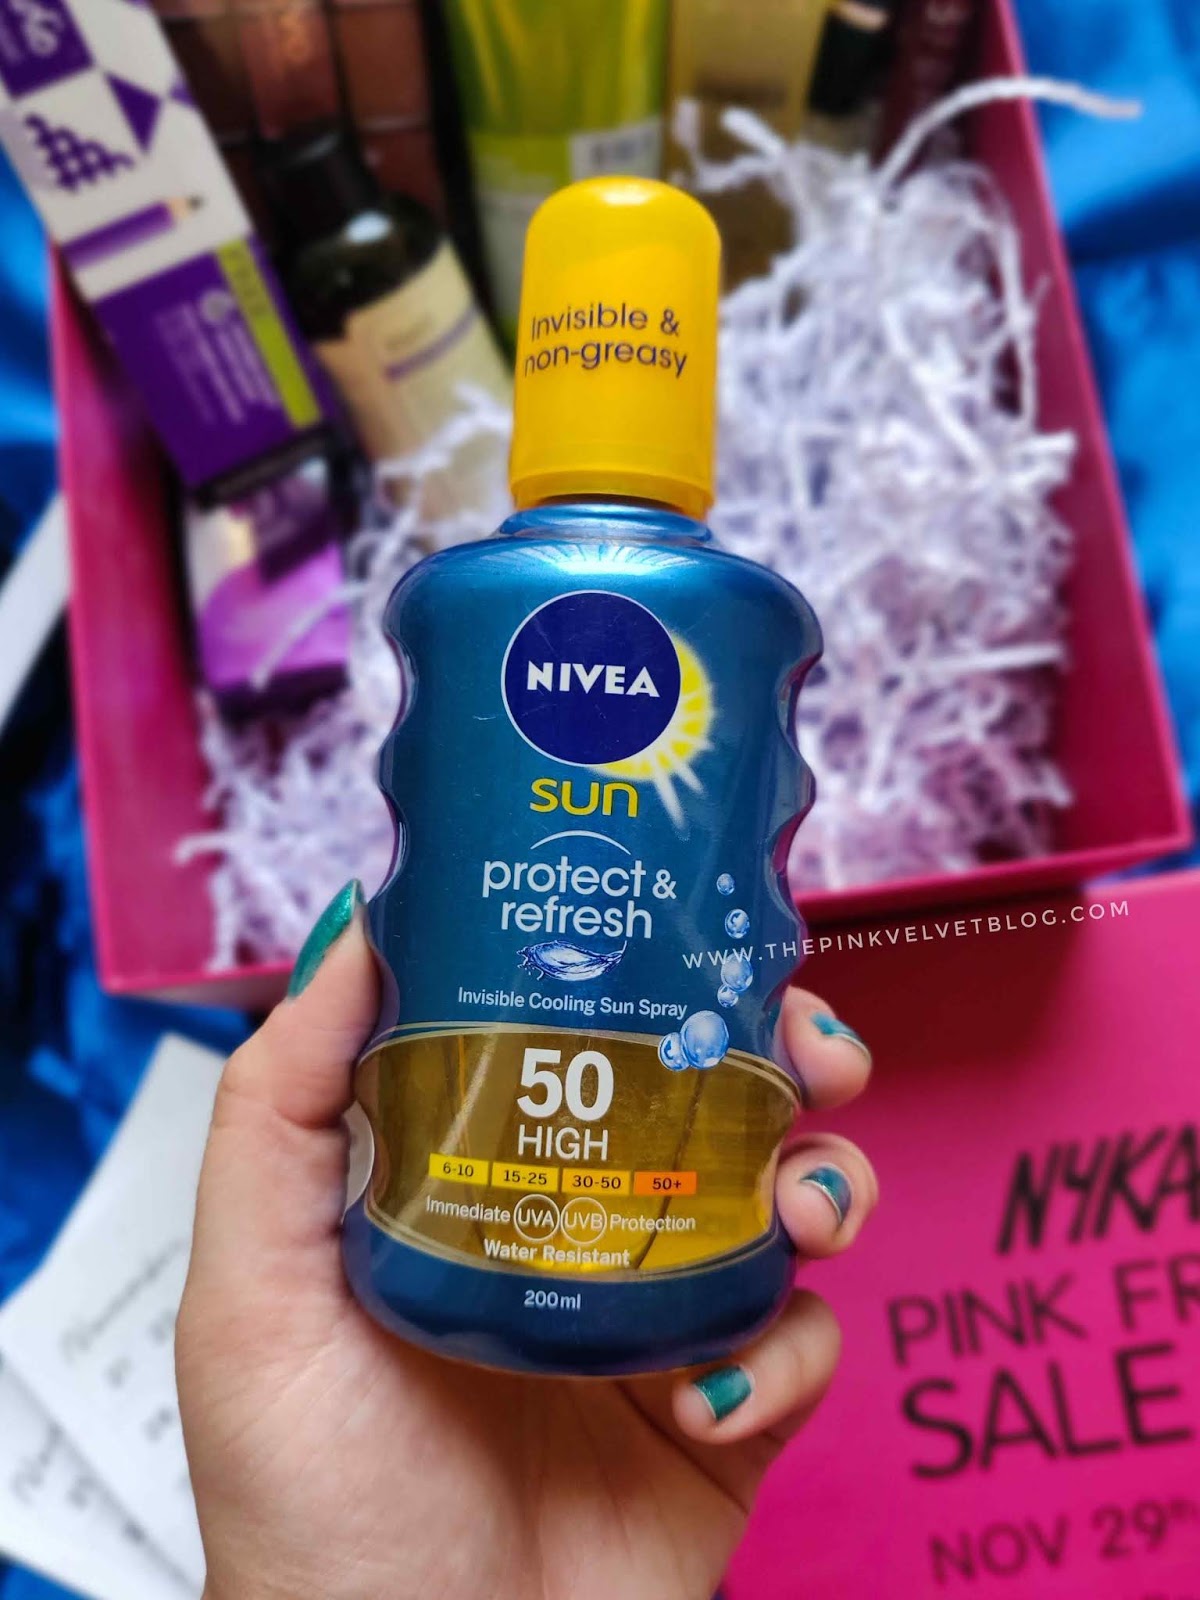 Invisible &
non-greasy
NIVEA
sun
protect &
refresh
Invisible Cooling Sun Spray
50
HIGH
6-10 15-25 30-50 50+
Immediate UVA UVB Protection
Water Resistant
200ml
WWW.THEPINKVELVETBLOG.COM
NYKA
PINK FR
SALE
NOV 29TH